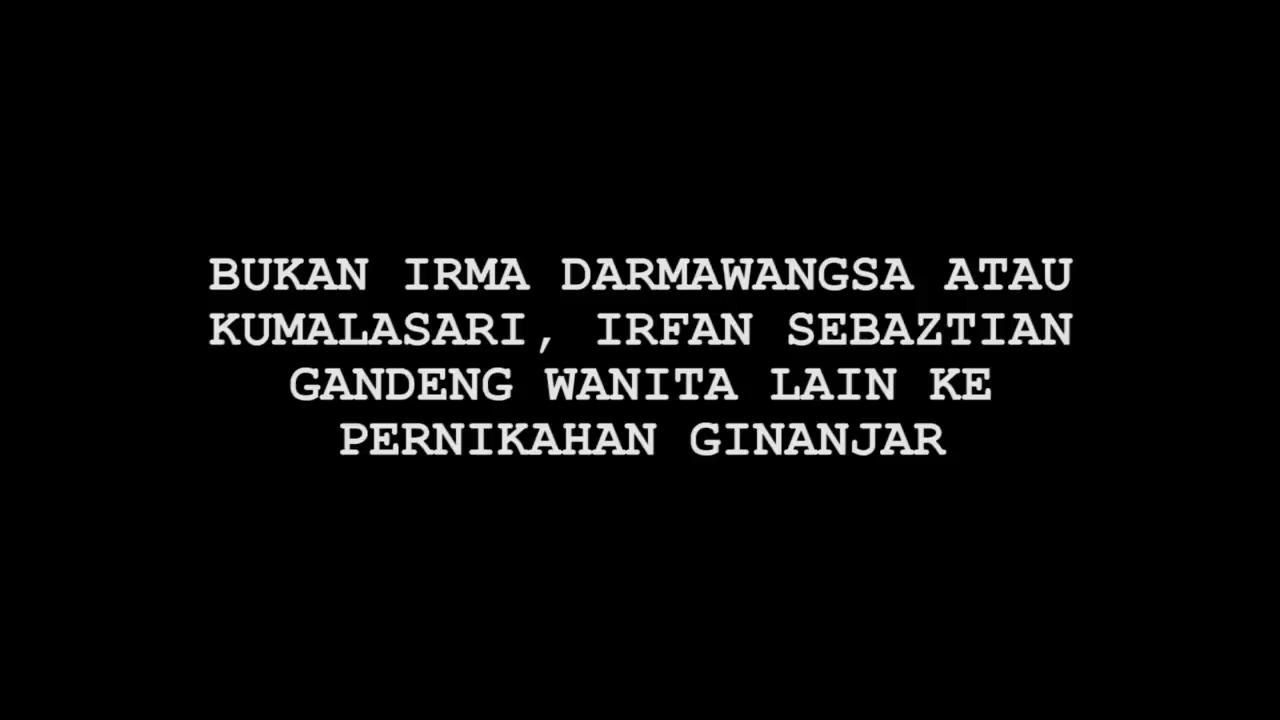 BUKAN IRMA DARMAWANGSA ATAU
KUMALASARI, IRFAN SEBAZTIAN
GANDENG WANITA LAIN KE
PERNIKAHAN GINANJAR